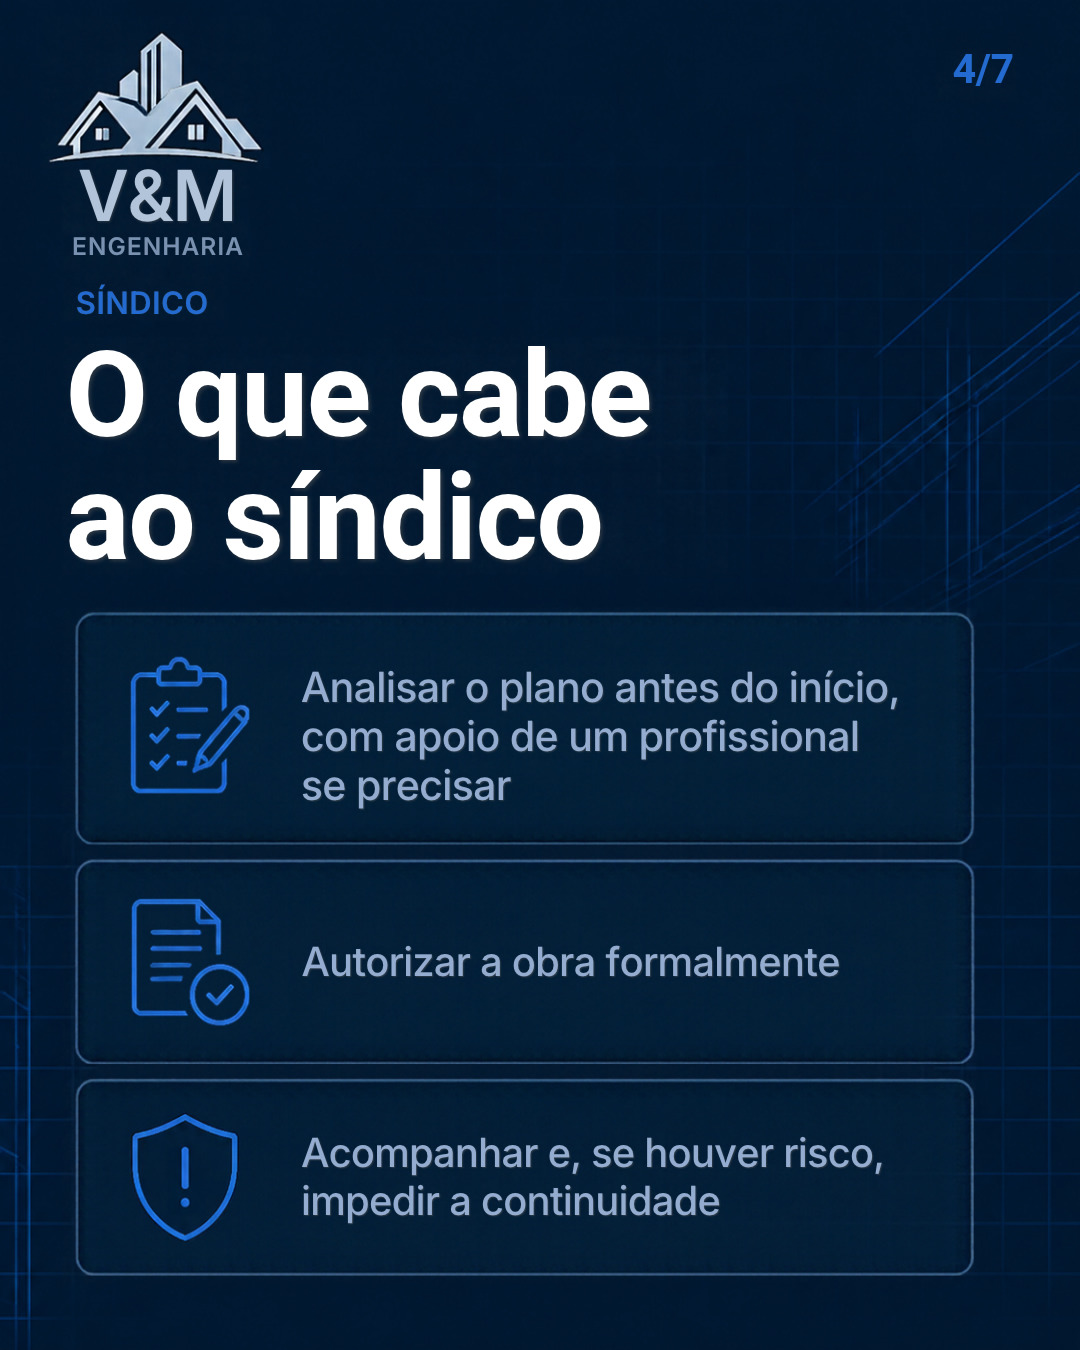 4/7
V&M
ENGENHARIA
SÍNDICO
O que cabe
ao síndico
Analisar o plano antes do início,
com apoio de um profissional
se precisar
Autorizar a obra formalmente
Acompanhar e, se houver risco,
impedir a continuidade